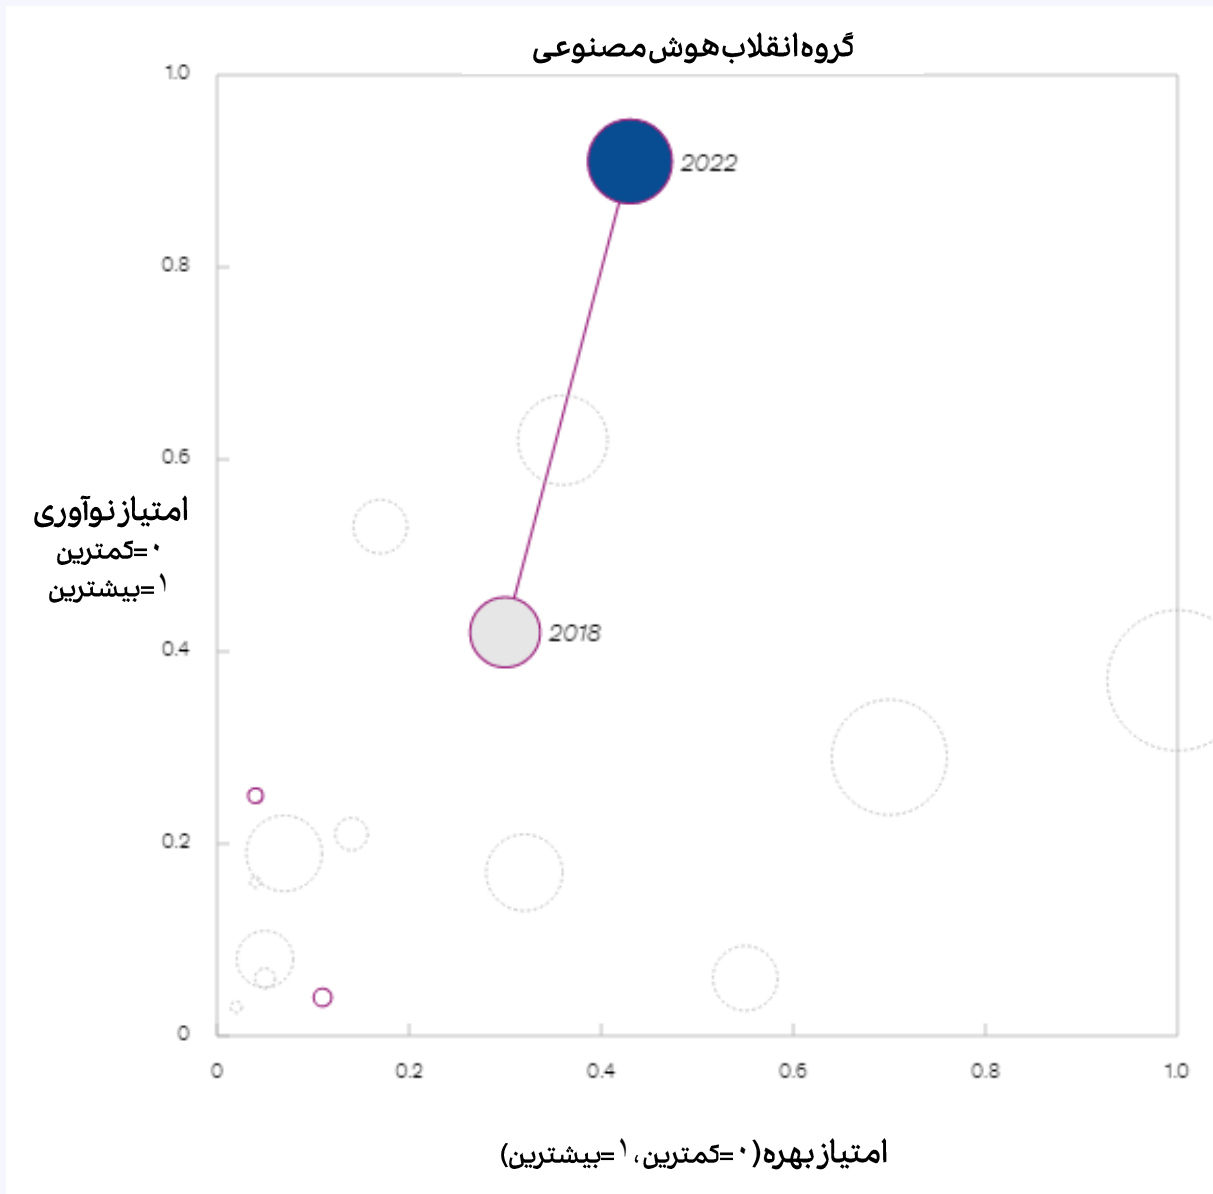 گروه انقلاب هوش مصنوعی
1.0
2022
0.8
0.6
امتیاز نوآوری
۰=کمترین
۱=بیشترین
2018
0.4
0.2
0
0 0.2 0.4 0.6 0.8 1.0
امتیاز بهره (۰=کمترین، ۱=بیشترین)